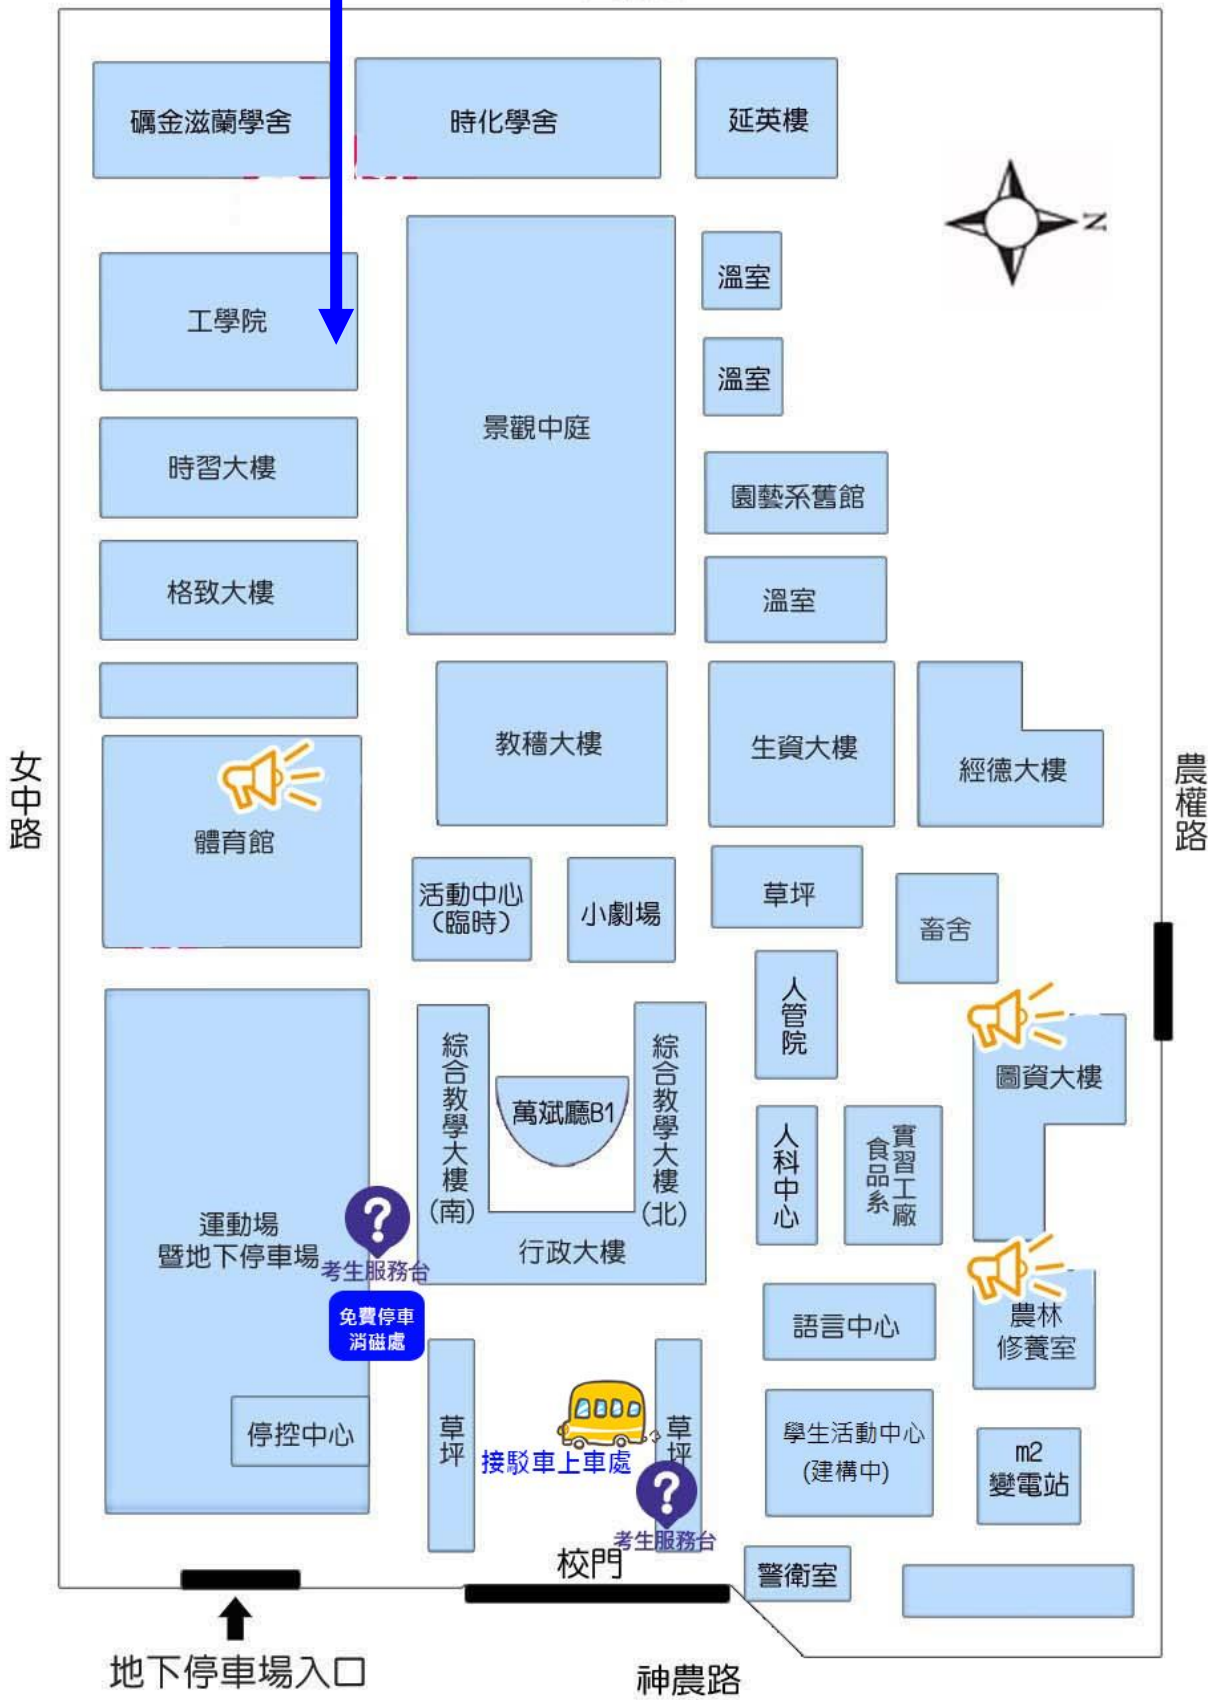 礪金滋蘭學舍
時化學舍
延英樓
N
溫室
工學院
溫室
景觀中庭
時習大樓
園藝系舊館
格致大樓
溫室
教穡大樓
生資大樓
經德大樓
女中路
農權路
體育館
活動中心
(臨時)
小劇場
草坪
畜舍
人管院
綜合教學大樓
(南)
萬斌廳B1
綜合教學大樓
(北)
圖資大樓
人科中心
實習工廠
食品系
運動場
暨地下停車場
考生服務台
行政大樓
免費停車
消磁處
語言中心
農林
修養室
停控中心
草坪
接駁車上車處
草坪
考生服務台
學生活動中心
(建構中)
m2
變電站
校門
警衛室
地下停車場入口
神農路